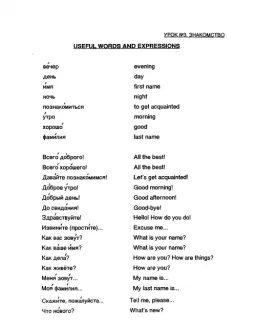 УРОК №3. ЗНАКОМСТВО
USEFUL WORDS AND EXPRESSIONS
ве́чер evening
день day
и́мя first name
ночь night
познако́миться to get acquainted
у́тро morning
хорошо́ good
фами́лия last name
Всего́ до́брого! All the best!
Всего́ хоро́шего! All the best!
Дава́йте познако́мимся! Let's get acquainted!
До́брое у́тро! Good morning!
До́брый день! Good afternoon!
До свида́ния! Good-bye!
Здра́вствуйте! Hello! How do you do!
Извини́те (прости́те)... Excuse me...
Как вас зову́т? What is your name?
Как ва́ше и́мя? What is your name?
Как дела́? How are you? How are things?
Как живёте? How are you?
Меня́ зову́т... My name is...
Моя́ фами́лия... My last name is...
Скажи́те, пожа́луйста... Tell me, please...
Что но́вого? What's new?